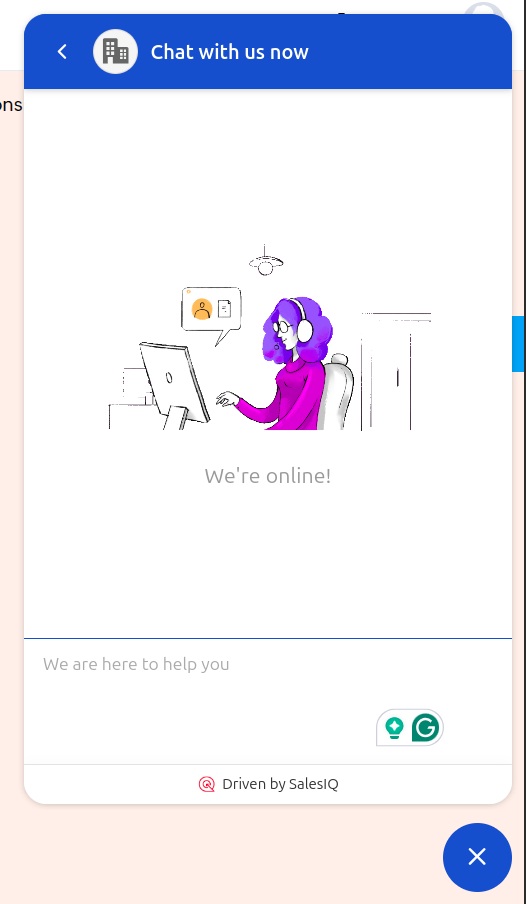 Chat with us now
ons
We're online!
We are here to help you
Driven by SalesIQ